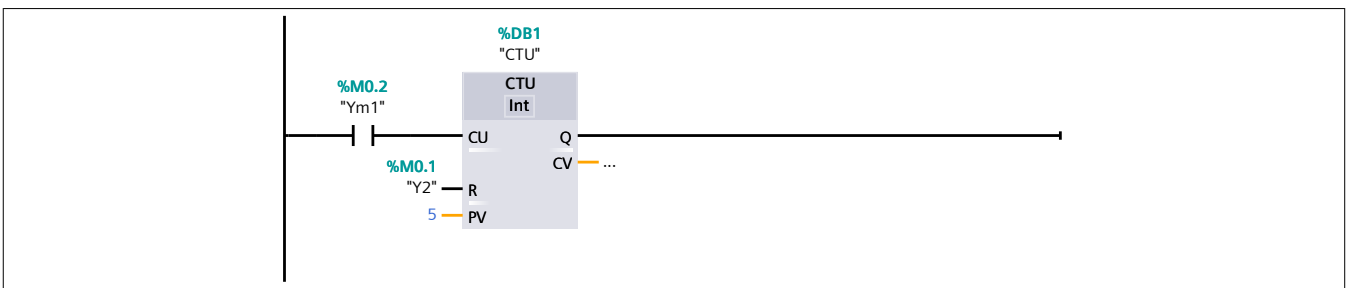 %DB1
"CTU"
CTU
Int
%M0.2
"Ym1"
CU
Q
CV
...
%M0.1
"Y2"
R
5
PV